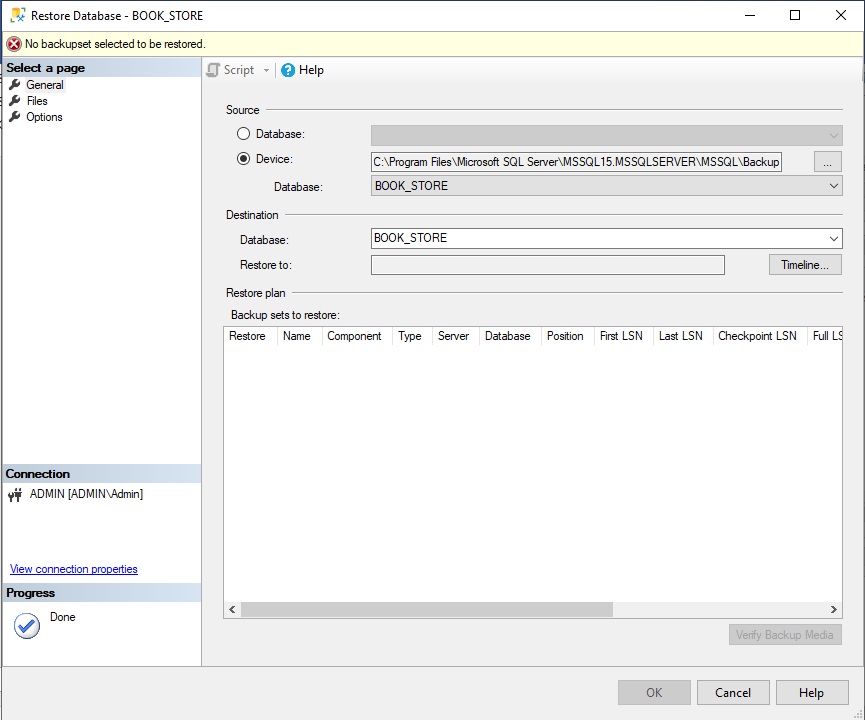 Restore Database - BOOK_STORE
No backupset selected to be restored.
Select a page
General
Files
Options
Script
Help
Source
Database:
Device:
C:\Program Files\Microsoft SQL Server\MSSQL15.MSSQLSERVER\MSSQL\Backup
...
Database:
BOOK_STORE
Destination
Database:
BOOK_STORE
Restore to:
Timeline...
Restore plan
Backup sets to restore:
Restore Name Component Type Server Database Position First LSN Last LSN Checkpoint LSN Full LS
Connection
ADMIN [ADMIN\Admin]
View connection properties
Progress
Done
Verify Backup Media
OK Cancel Help